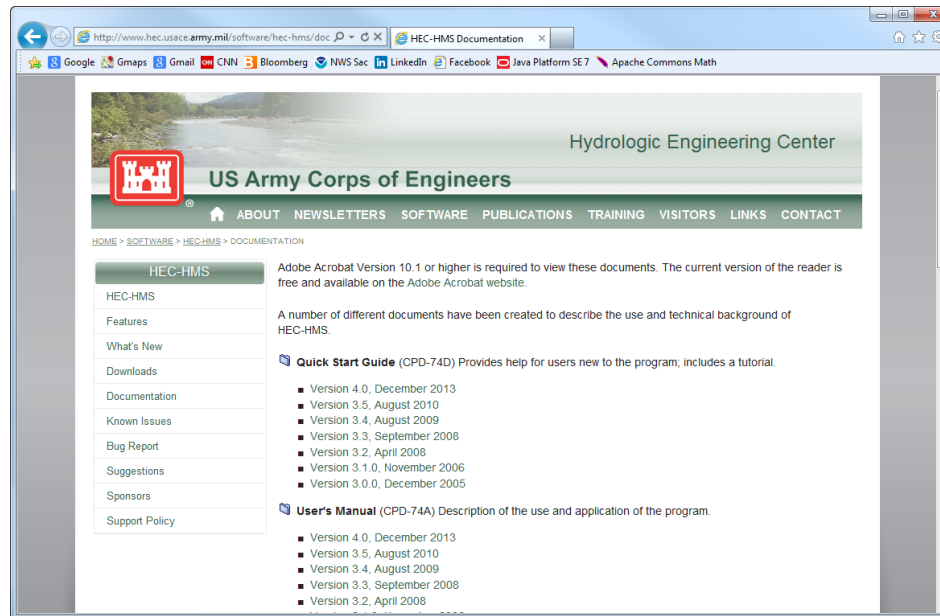 http://www.hec.usace.army.mil/software/hec-hms/doc
HEC-HMS Documentation
Google Gmaps Gmail CNN Bloomberg NWS Sac LinkedIn Facebook Java Platform SE 7 Apache Commons Math
Hydrologic Engineering Center
US Army Corps of Engineers
®
ABOUT NEWSLETTERS SOFTWARE PUBLICATIONS TRAINING VISITORS LINKS CONTACT
HOME > SOFTWARE > HEC-HMS > DOCUMENTATION
HEC-HMS
HEC-HMS
Features
What's New
Downloads
Documentation
Known Issues
Bug Report
Suggestions
Sponsors
Support Policy
Adobe Acrobat Version 10.1 or higher is required to view these documents. The current version of the reader is
free and available on the Adobe Acrobat website.
A number of different documents have been created to describe the use and technical background of
HEC-HMS.
Quick Start Guide (CPD-74D) Provides help for users new to the program; includes a tutorial.
Version 4.0, December 2013
Version 3.5, August 2010
Version 3.4, August 2009
Version 3.3, September 2008
Version 3.2, April 2008
Version 3.1.0, November 2006
Version 3.0.0, December 2005
User's Manual (CPD-74A) Description of the use and application of the program.
Version 4.0, December 2013
Version 3.5, August 2010
Version 3.4, August 2009
Version 3.3, September 2008
Version 3.2, April 2008